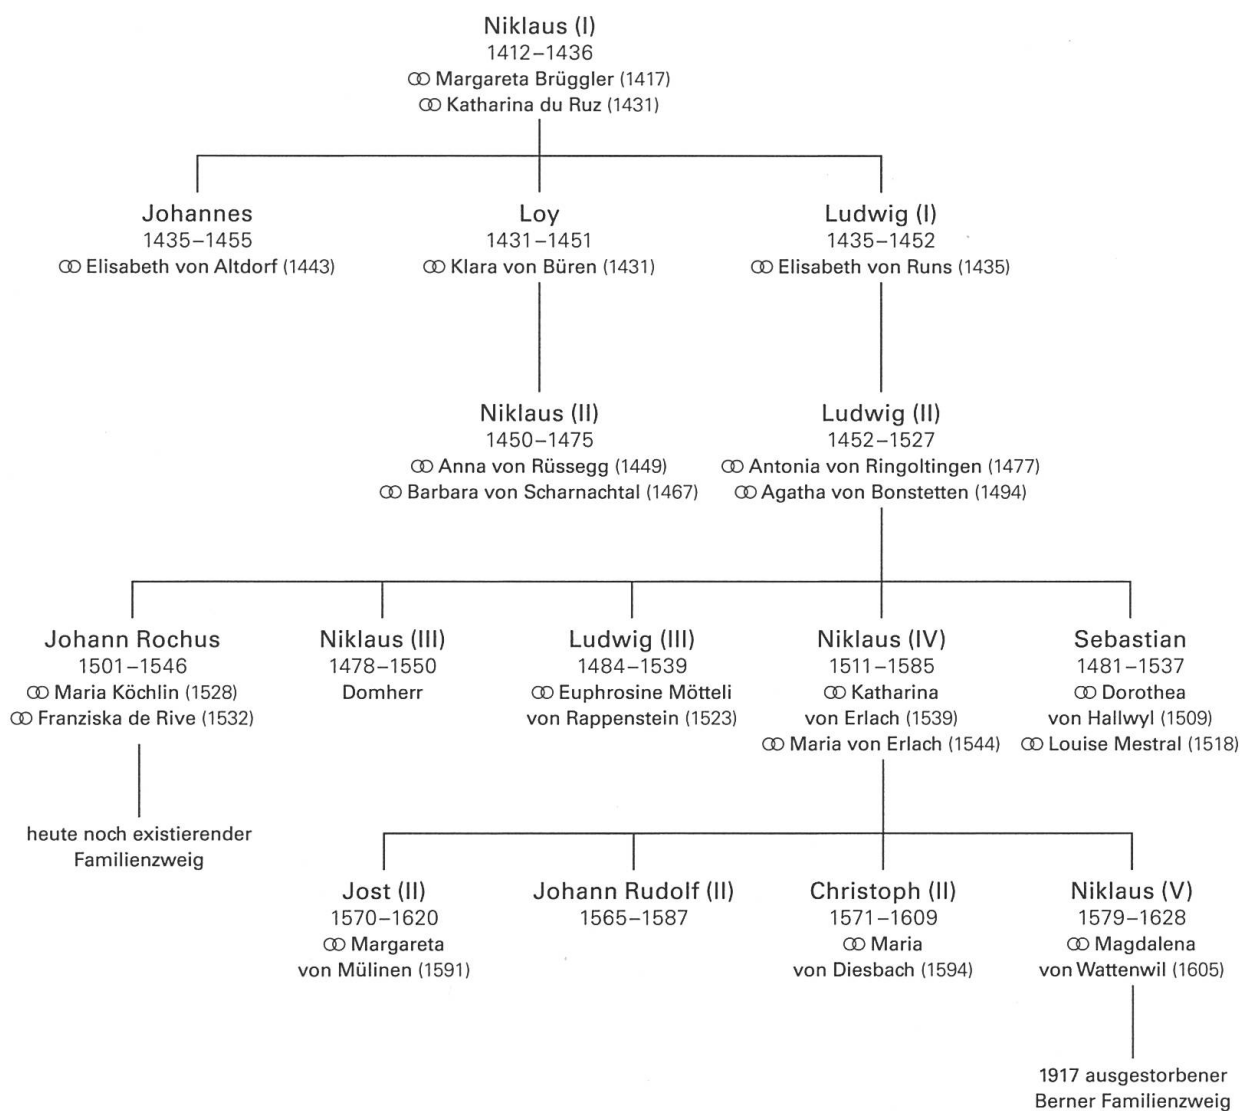 Niklaus (I)
1412–1436
⚭ Margareta Brüggler (1417)
⚭ Katharina du Ruz (1431)
Johannes
1435–1455
⚭ Elisabeth von Altdorf (1443)
Loy
1431–1451
⚭ Klara von Büren (1431)
Ludwig (I)
1435–1452
⚭ Elisabeth von Runs (1435)
Niklaus (II)
1450–1475
⚭ Anna von Rüssegg (1449)
⚭ Barbara von Scharnachtal (1467)
Ludwig (II)
1452–1527
⚭ Antonia von Ringoltingen (1477)
⚭ Agatha von Bonstetten (1494)
Johann Rochus
1501–1546
⚭ Maria Köchlin (1528)
⚭ Franziska de Rive (1532)
heute noch existierender
Familienzweig
Niklaus (III)
1478–1550
Domherr
Ludwig (III)
1484–1539
⚭ Euphrosine Mötteli
von Rappenstein (1523)
Niklaus (IV)
1511–1585
⚭ Katharina
von Erlach (1539)
⚭ Maria von Erlach (1544)
Sebastian
1481–1537
⚭ Dorothea
von Hallwyl (1509)
⚭ Louise Mestral (1518)
Jost (II)
1570–1620
⚭ Margareta
von Mülinen (1591)
Johann Rudolf (II)
1565–1587
Christoph (II)
1571–1609
⚭ Maria
von Diesbach (1594)
Niklaus (V)
1579–1628
⚭ Magdalena
von Wattenwil (1605)
1917 ausgestorbener
Berner Familienzweig